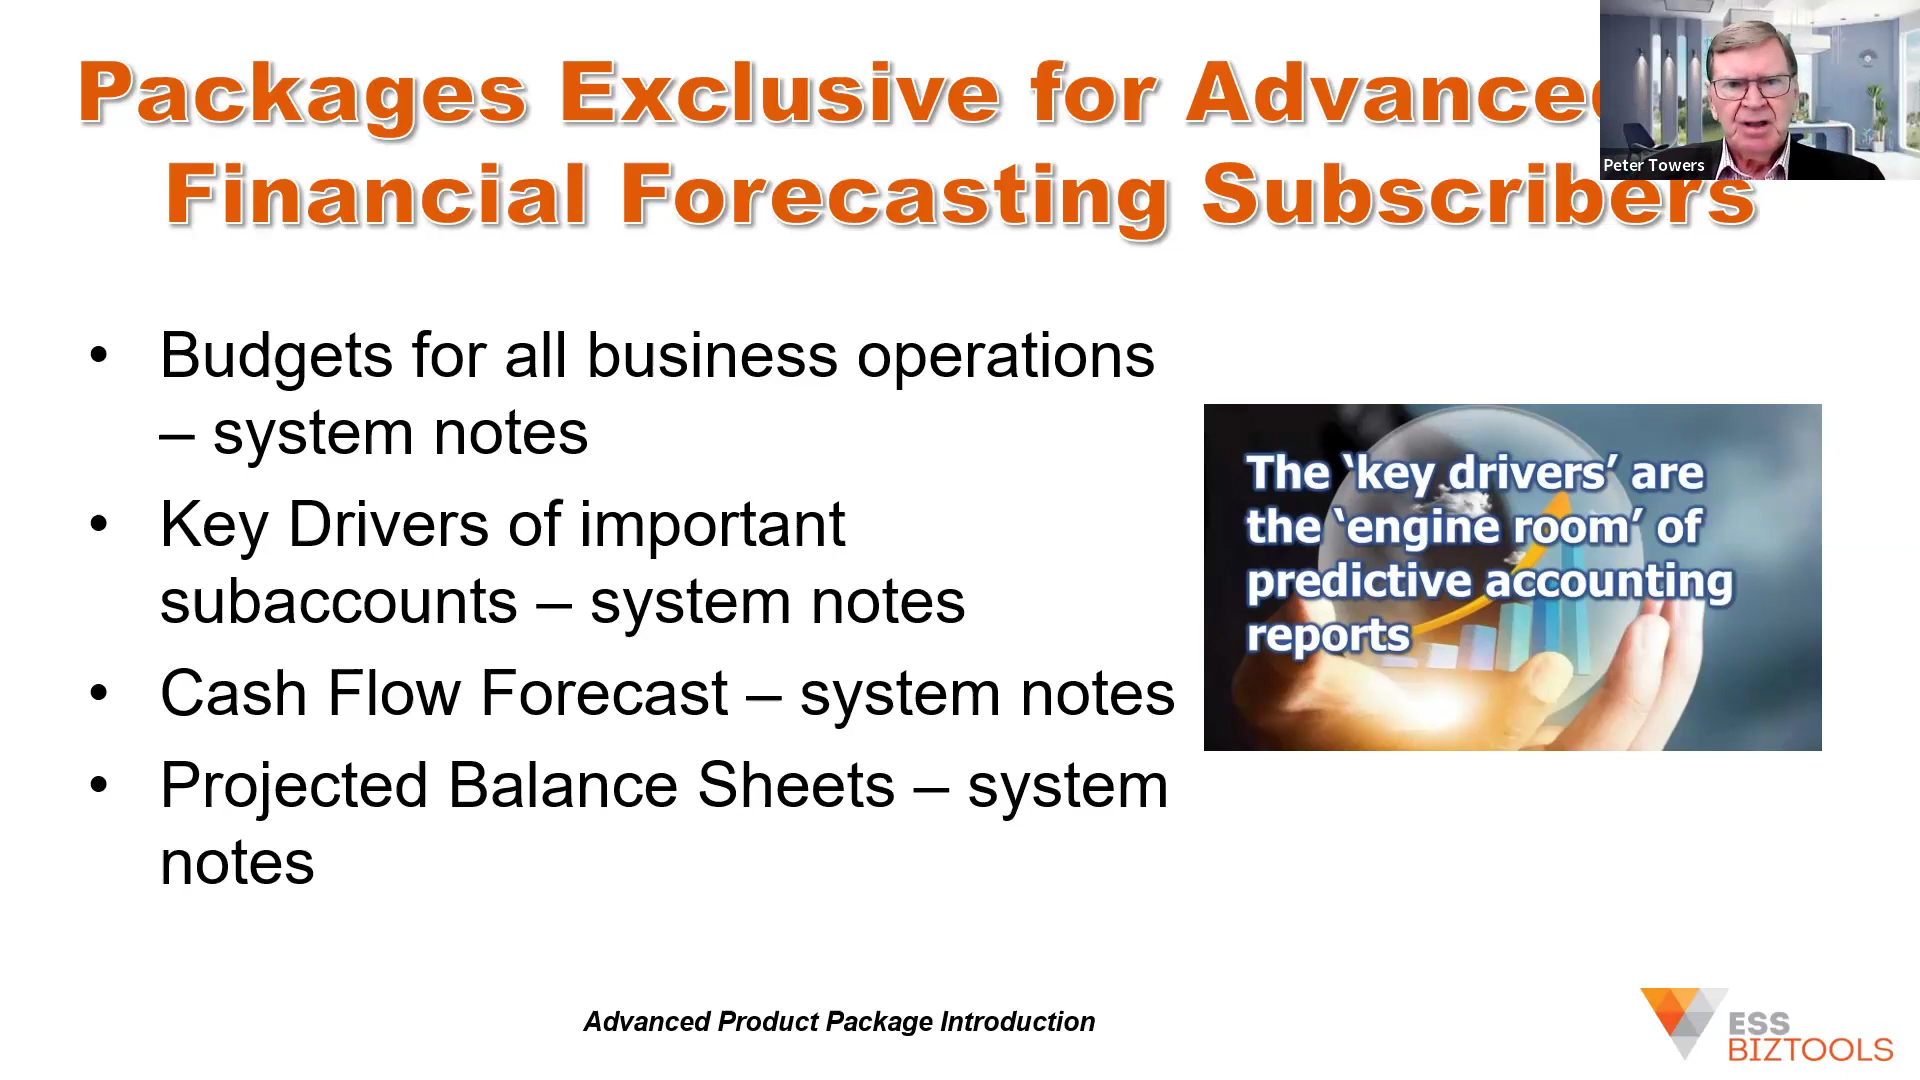 Packages Exclusive for Advanced
Financial Forecasting Subscribers
Peter Towers
• Budgets for all business operations
– system notes
• Key Drivers of important
subaccounts – system notes
• Cash Flow Forecast – system notes
• Projected Balance Sheets – system
notes
The ‘key drivers’ are
the ‘engine room’ of
predictive accounting
reports
Advanced Product Package Introduction
ESS
BIZTOOLS